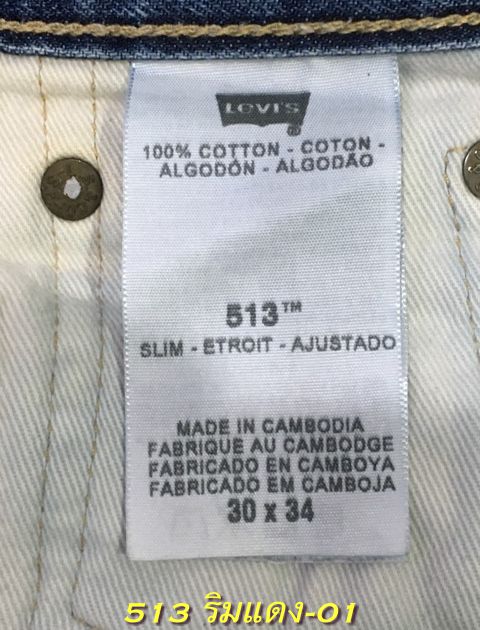 LEVI'S
®
100% COTTON - COTON -
ALGODÓN - ALGODÃO
513™
SLIM - ETROIT - AJUSTADO
MADE IN CAMBODIA
FABRIQUE AU CAMBODGE
FABRICADO EN CAMBOYA
FABRICADO EM CAMBOJA
30 x 34
513 ริมแดง-01